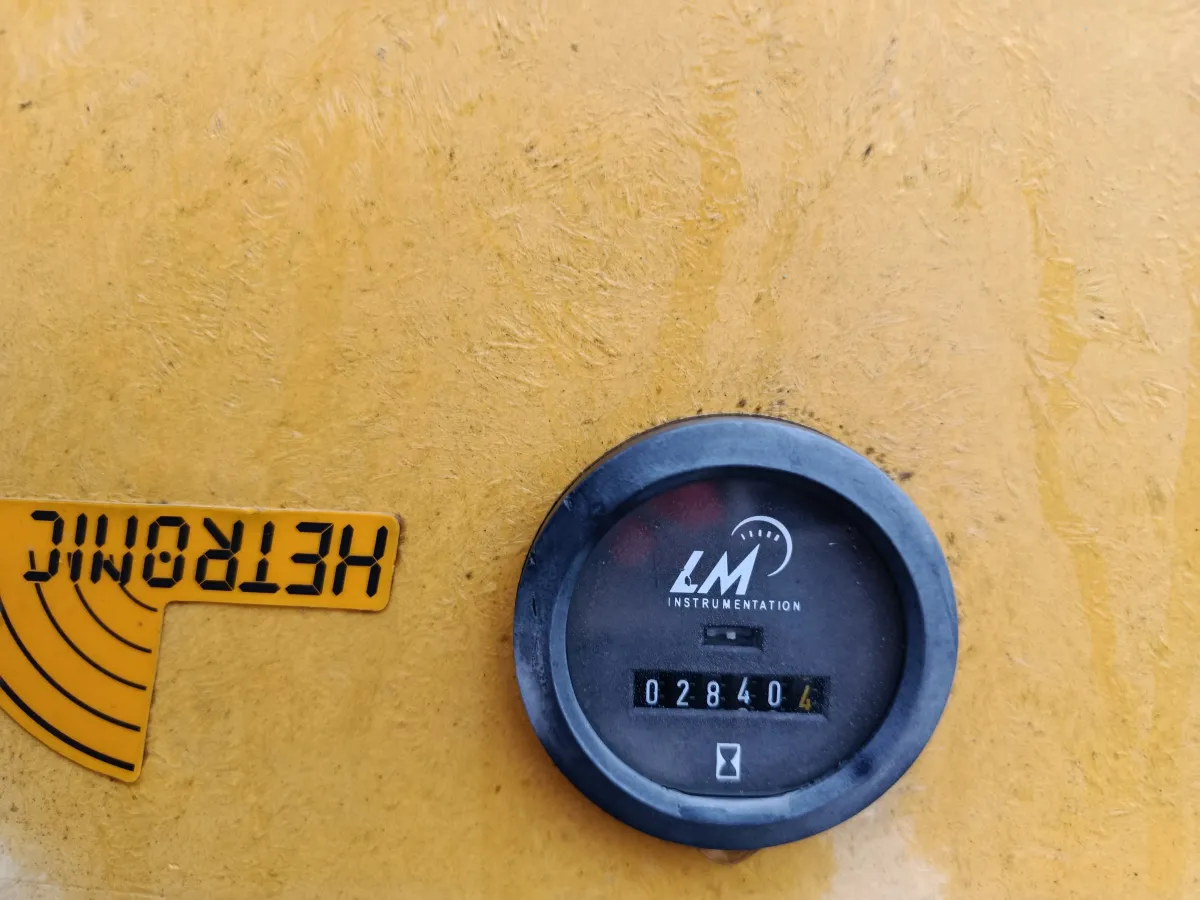 HETRONIC
LM
INSTRUMENTATION
028404